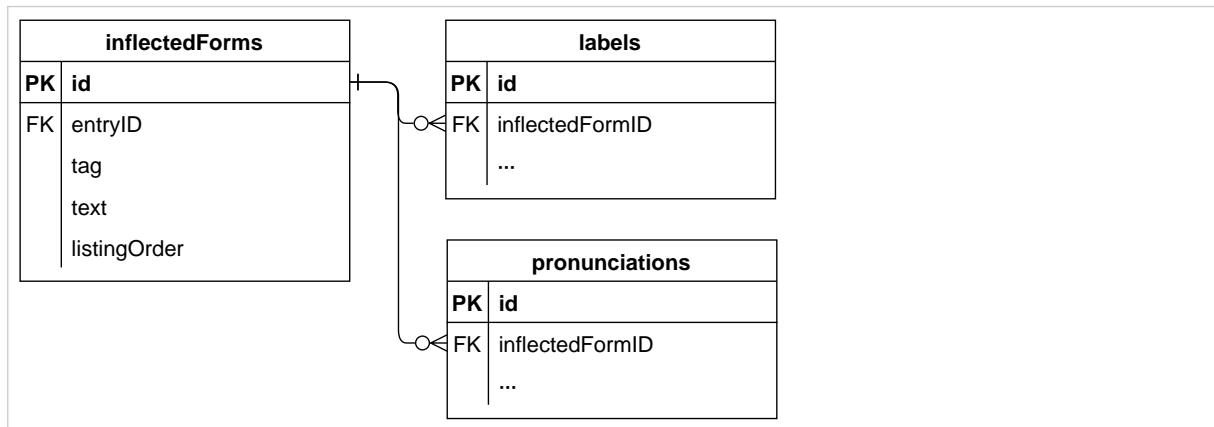 inflectedForms
PK id
FK entryID
tag
text
listingOrder
labels
PK id
FK inflectedFormID
...
pronunciations
PK id
FK inflectedFormID
...